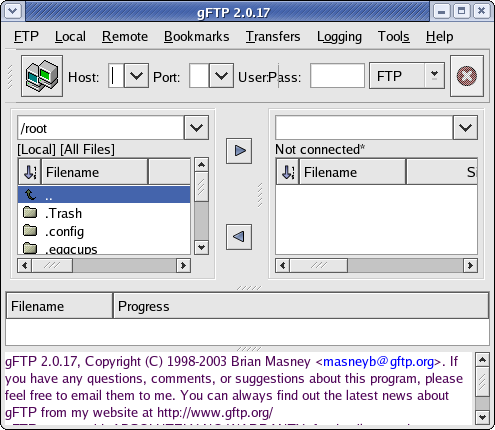 gFTP 2.0.17
FTP Local Remote Bookmarks Transfers Logging Tools Help
Host: Port: User: Pass: FTP
/root
[Local] [All Files]
Not connected*
Filename
Filename Si
..
.Trash
.config
.eggcups
Filename Progress
gFTP 2.0.17, Copyright (C) 1998-2003 Brian Masney <masneyb@gftp.org>. If
you have any questions, comments, or suggestions about this program, please
feel free to email them to me. You can always find out the latest news about
gFTP from my website at http://www.gftp.org/